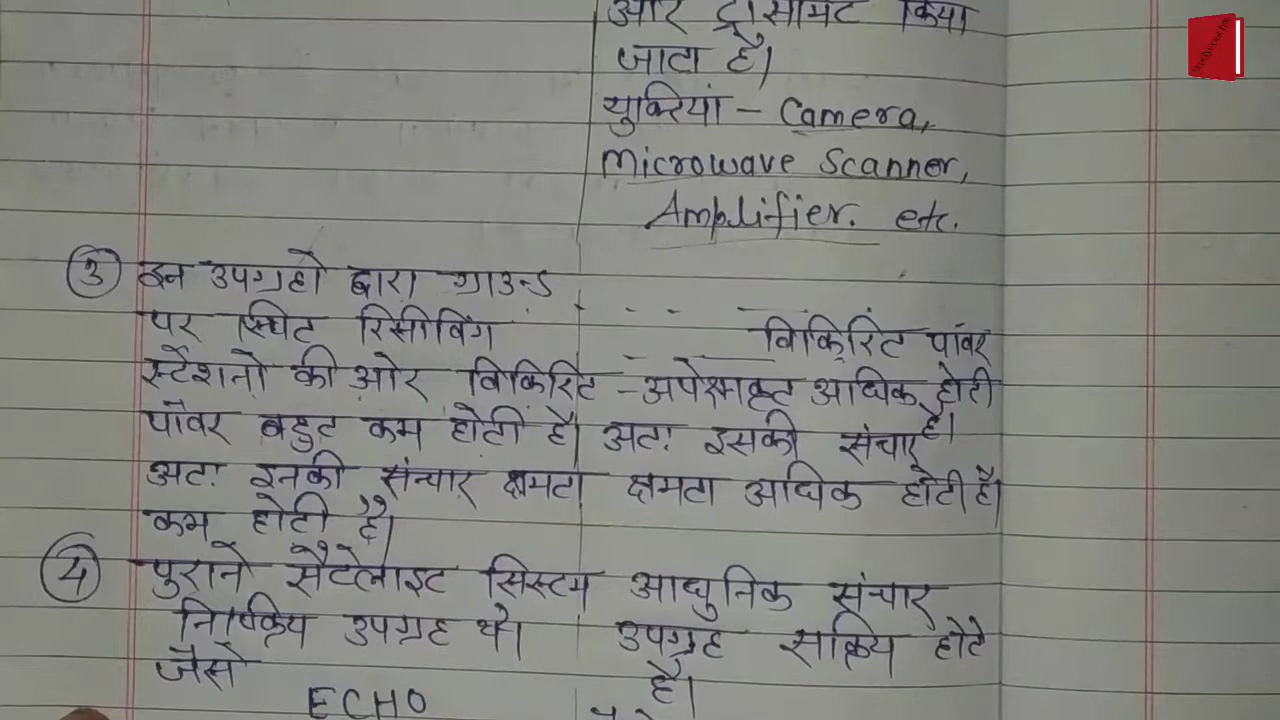 और ट्रांसमिट किया
जाता है।
युक्तियां - Camera,
Microwave Scanner,
Amplifier. etc.
③ इन उपग्रहो द्वारा ग्राउन्ड
पर स्थित रिसीविंग
स्टेशनो की ओर विकिरित
पॉवर बहुत कम होती है।
अतः इनकी संचार क्षमता
कम होती है।
विकिरित पॉवर
अपेक्षाकृत अधिक होती
है।
अतः इसकी संचार
क्षमता अधिक होती है।
④ पुराने सैटेलाइट सिस्टम
निष्क्रिय उपग्रह थे।
जैसे
ECHO
आधुनिक संचार
उपग्रह सक्रिय होते
है।